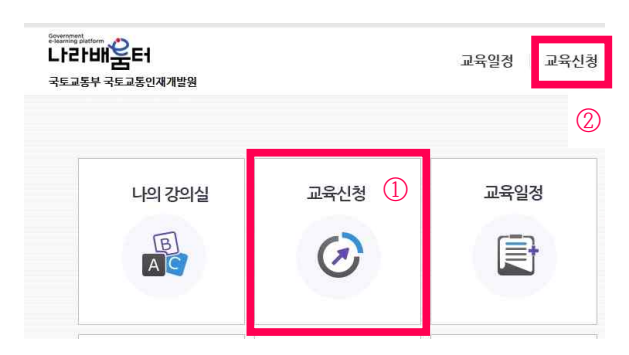 Government
e-learning platform
나라배움터
국토교통부 국토교통인재개발원
교육일정 교육신청
②
나의 강의실 교육신청 ① 교육일정
B
A C